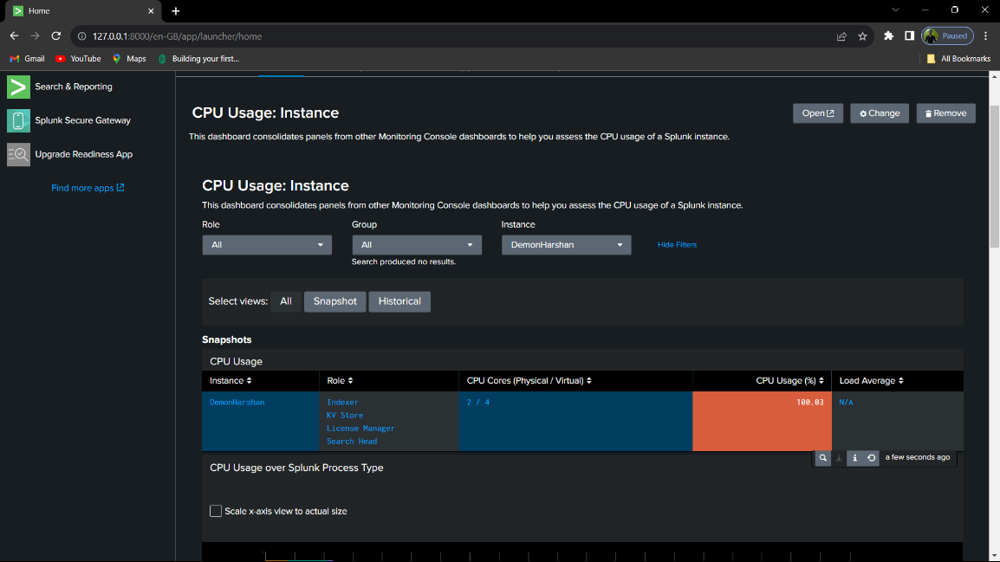 Home
127.0.0.1:8000/en-GB/app/launcher/home
Paused
Gmail
YouTube
Maps
Building your first...
All Bookmarks
Search & Reporting
Splunk Secure Gateway
Upgrade Readiness App
Find more apps
CPU Usage: Instance
Open
Change
Remove
This dashboard consolidates panels from other Monitoring Console dashboards to help you assess the CPU usage of a Splunk instance.
CPU Usage: Instance
This dashboard consolidates panels from other Monitoring Console dashboards to help you assess the CPU usage of a Splunk instance.
Role
Group
Instance
All
All
DemonHarshan
Hide Filters
Search produced no results.
Select views:
All
Snapshot
Historical
Snapshots
CPU Usage
Instance
Role
CPU Cores (Physical / Virtual)
CPU Usage (%)
Load Average
DemonHarshan
Indexer
KV Store
License Manager
Search Head
2 / 4
100.03
N/A
a few seconds ago
CPU Usage over Splunk Process Type
Scale x-axis view to actual size